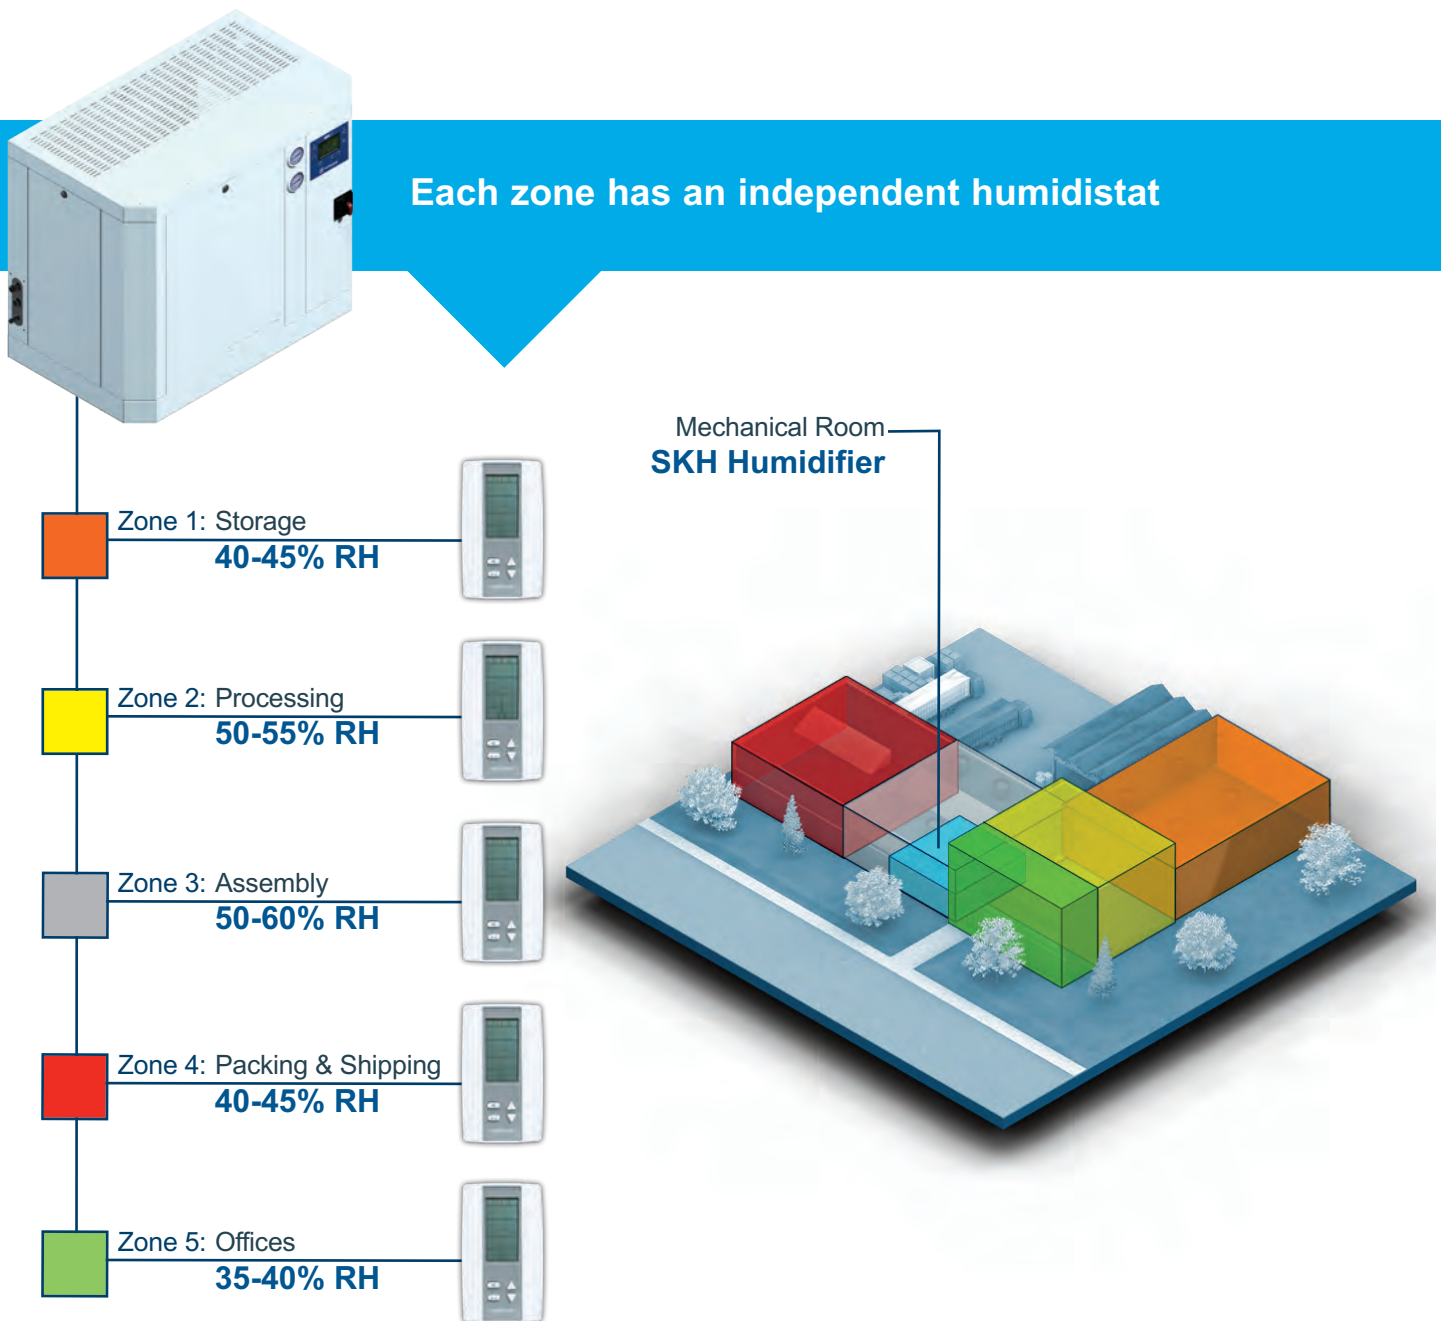 Each zone has an independent humidistat
Mechanical Room
SKH Humidifier
Zone 1: Storage
40-45% RH
Zone 2: Processing
50-55% RH
Zone 3: Assembly
50-60% RH
Zone 4: Packing & Shipping
40-45% RH
Zone 5: Offices
35-40% RH